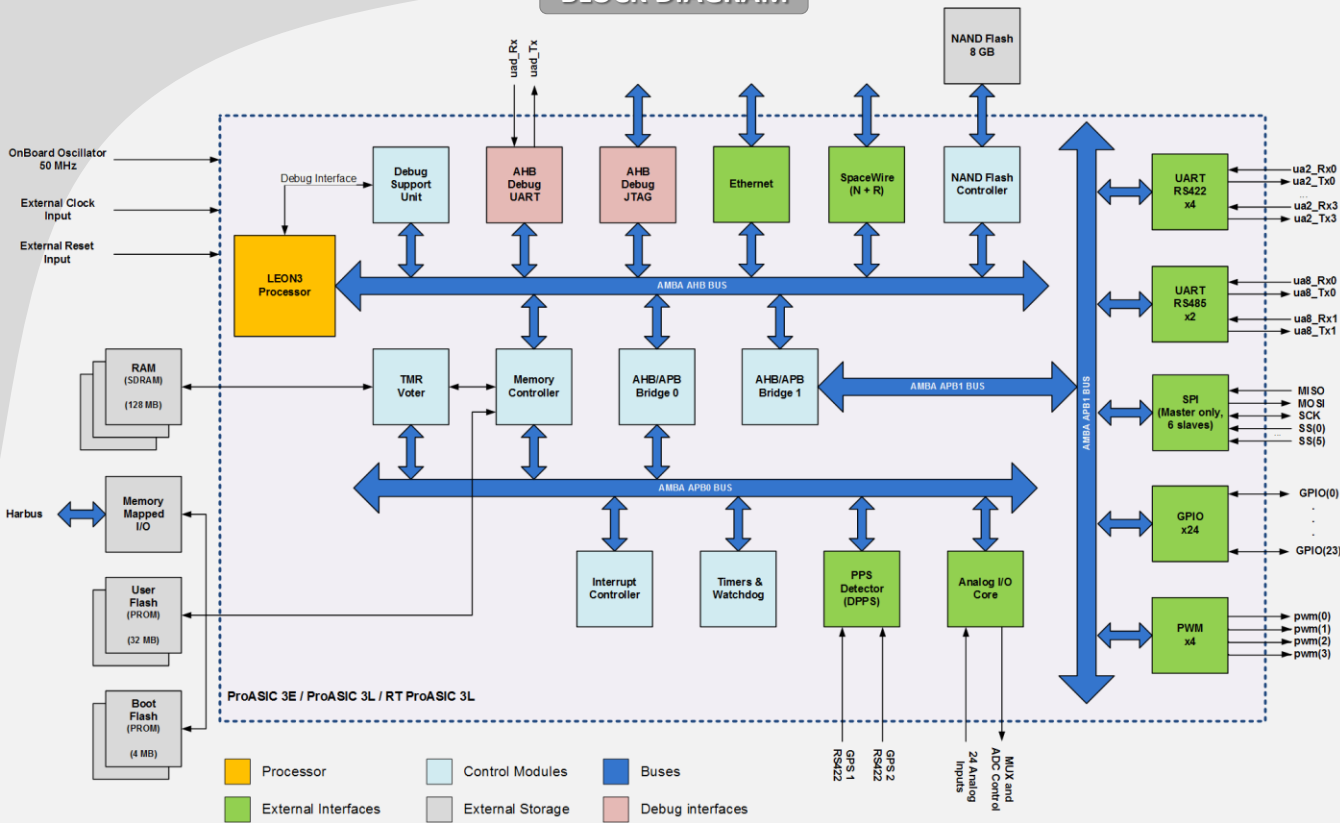 BLOCK DIAGRAM
NAND Flash
8 GB
uad_Rx
uad_Tx
OnBoard Oscillator
50 MHz
External Clock
Input
External Reset
Input
Debug Interface
Debug
Support
Unit
AHB
Debug
UART
AHB
Debug
JTAG
Ethernet
SpaceWire
(N + R)
NAND Flash
Controller
LEON3
Processor
AMBA AHB BUS
RAM
(SDRAM)
(128 MB)
TMR
Voter
Memory
Controller
AHB/APB
Bridge 0
AHB/APB
Bridge 1
AMBA APB1 BUS
AMBA APB1 BUS
UART
RS422
x4
ua2_Rx0
ua2_Tx0
...
ua2_Rx3
ua2_Tx3
UART
RS485
x2
ua8_Rx0
ua8_Tx0
ua8_Rx1
ua8_Tx1
SPI
(Master only,
6 slaves)
MISO
MOSI
SCK
SS(0)
...
SS(5)
GPIO
x24
GPIO(0)
.
.
.
GPIO(23)
PWM
x4
pwm(0)
pwm(1)
pwm(2)
pwm(3)
AMBA APB0 BUS
Harbus
Memory
Mapped
I/O
User
Flash
(PROM)
(32 MB)
Boot
Flash
(PROM)
(4 MB)
Interrupt
Controller
Timers &
Watchdog
PPS
Detector
(DPPS)
Analog I/O
Core
ProASIC 3E / ProASIC 3L / RT ProASIC 3L
GPS 1
RS422
GPS 2
RS422
24 Analog
Inputs
MUX and
ADC Control
Processor
Control Modules
Buses
External Interfaces
External Storage
Debug interfaces